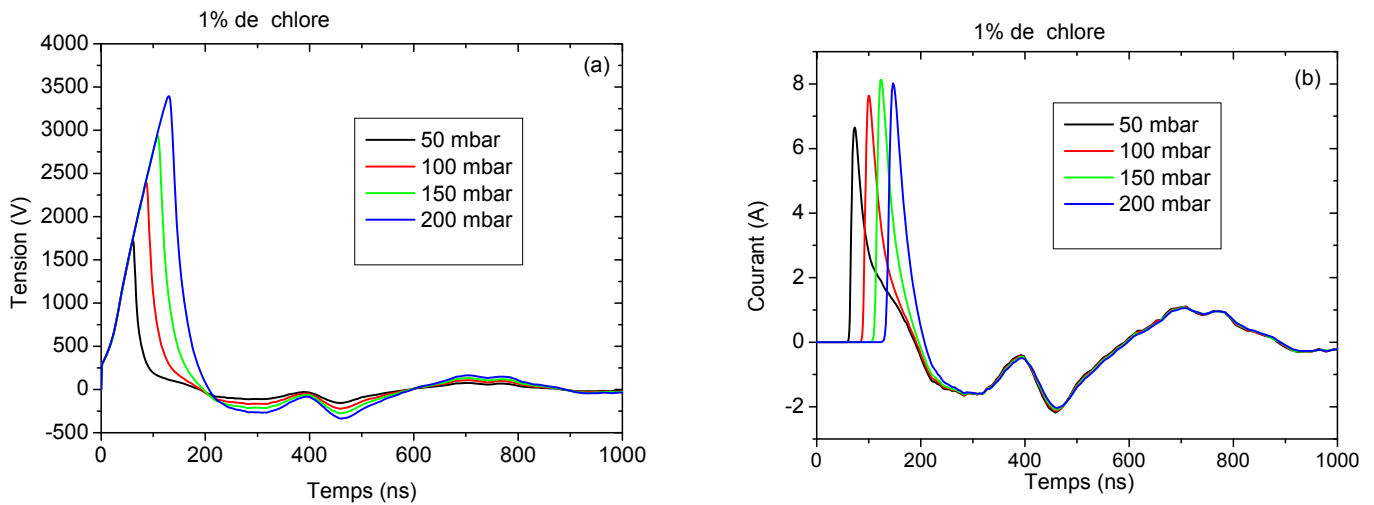 1% de chlore
(a)
4000
3500
3000
2500
2000
1500
1000
500
0
-500
Tension (V)
50 mbar
100 mbar
150 mbar
200 mbar
0 200 400 600 800 1000
Temps (ns)
1% de chlore
(b)
8
6
4
2
0
-2
Courant (A)
50 mbar
100 mbar
150 mbar
200 mbar
0 200 400 600 800 1000
Temps (ns)